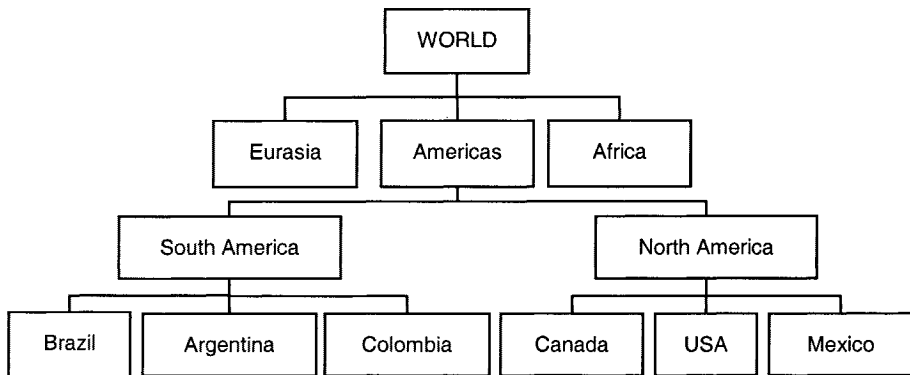 WORLD
Eurasia
Americas
Africa
South America
North America
Brazil
Argentina
Colombia
Canada
USA
Mexico